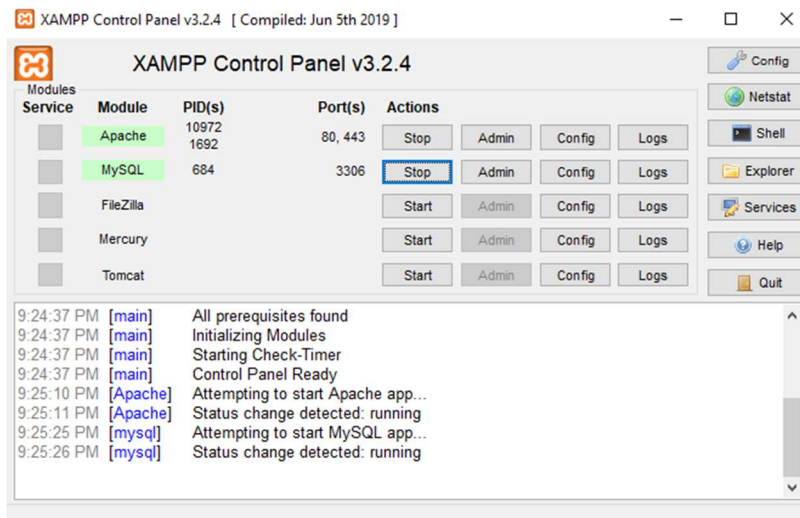 XAMPP Control Panel v3.2.4 [ Compiled: Jun 5th 2019 ]
XAMPP Control Panel v3.2.4
Config
Modules
Service Module PID(s) Port(s) Actions
Netstat
Apache 10972 1692 80, 443 Stop Admin Config Logs
Shell
MySQL 684 3306 Stop Admin Config Logs
Explorer
FileZilla Start Admin Config Logs
Services
Mercury Start Admin Config Logs
Help
Tomcat Start Admin Config Logs
Quit
9:24:37 PM [main] All prerequisites found
9:24:37 PM [main] Initializing Modules
9:24:37 PM [main] Starting Check-Timer
9:24:37 PM [main] Control Panel Ready
9:25:10 PM [Apache] Attempting to start Apache app...
9:25:11 PM [Apache] Status change detected: running
9:25:25 PM [mysql] Attempting to start MySQL app...
9:25:26 PM [mysql] Status change detected: running